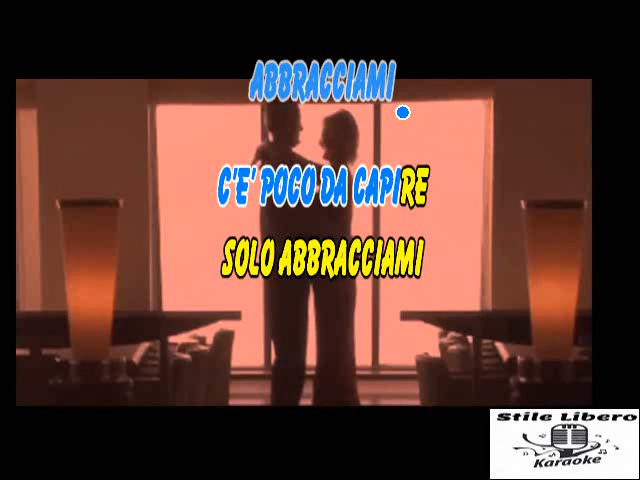 ABBRACCIAMI
C'E' POCO DA CAPIRE
SOLO ABBRACCIAMI
Stile Libero
Karaoke